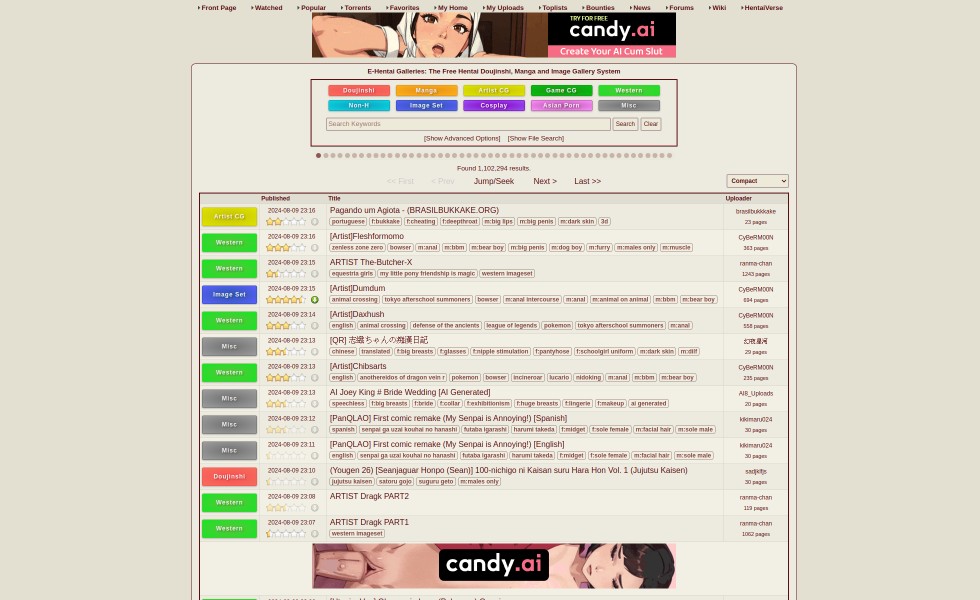 Front Page Watched Popular Torrents Favorites My Home My Uploads Toplists Bounties News Forums Wiki HentaiVerse
TRY FOR FREE
candy.ai
Create Your AI Cum Slut
E-Hentai Galleries: The Free Hentai Doujinshi, Manga and Image Gallery System
Doujinshi Manga Artist CG Game CG Western
Non-H Image Set Cosplay Asian Porn Misc
Search Keywords Search Clear
[Show Advanced Options] [Show File Search]
Found 1,102,294 results.
<< First < Prev Jump/Seek Next > Last >> Compact
Published Title Uploader
Artist CG 2024-08-09 23:16 Pagando um Agiota - (BRASILBUKKAKE.ORG) brasilbukkake
portuguese f:bukkake f:cheating f:deepthroat m:big lips m:big penis m:dark skin 3d 23 pages
Western 2024-08-09 23:16 [Artist]Fleshformomo CyBeRM00N
zenless zone zero bowser m:anal m:bbm m:bear boy m:big penis m:dog boy m:furry m:males only m:muscle 363 pages
Western 2024-08-09 23:15 ARTIST The-Butcher-X ranma-chan
equestria girls my little pony friendship is magic western imageset 1243 pages
Image Set 2024-08-09 23:15 [Artist]Dumdum CyBeRM00N
animal crossing tokyo afterschool summoners bowser m:anal intercourse m:anal m:animal on animal m:bbm m:bear boy 694 pages
Western 2024-08-09 23:14 [Artist]Daxhush CyBeRM00N
english animal crossing defense of the ancients league of legends pokemon tokyo afterschool summoners m:anal 558 pages
Misc 2024-08-09 23:13 [QR] 志織ちゃんの痴漢日記 幻夜星河
chinese translated f:big breasts f:glasses f:nipple stimulation f:pantyhose f:schoolgirl uniform m:dark skin m:dilf 29 pages
Western 2024-08-09 23:13 [Artist]Chibsarts CyBeRM00N
english anothereidos of dragon vein r pokemon bowser incineroar lucario nidoking m:anal m:bbm m:bear boy 235 pages
Misc 2024-08-09 23:13 AI Joey King # Bride Wedding [AI Generated] AI8_Uploads
speechless f:big breasts f:bride f:collar f:exhibitionism f:huge breasts f:lingerie f:makeup ai generated 20 pages
Misc 2024-08-09 23:12 [PanQLAO] First comic remake (My Senpai is Annoying!) [Spanish] kikimaru024
spanish senpai ga uzai kouhai no hanashi futaba igarashi harumi takeda f:midget f:sole female m:facial hair m:sole male 30 pages
Misc 2024-08-09 23:11 [PanQLAO] First comic remake (My Senpai is Annoying!) [English] kikimaru024
english senpai ga uzai kouhai no hanashi futaba igarashi harumi takeda f:midget f:sole female m:facial hair m:sole male 30 pages
Doujinshi 2024-08-09 23:10 (Yougen 26) [Seanjaguar Honpo (Sean)] 100-nichigo ni Kaisan suru Hara Hon Vol. 1 (Jujutsu Kaisen) sadjkfjs
jujutsu kaisen satoru gojo suguru geto m:males only 30 pages
Western 2024-08-09 23:08 ARTIST Dragk PART2 ranma-chan
119 pages
Western 2024-08-09 23:07 ARTIST Dragk PART1 ranma-chan
western imageset 1062 pages
candy.ai